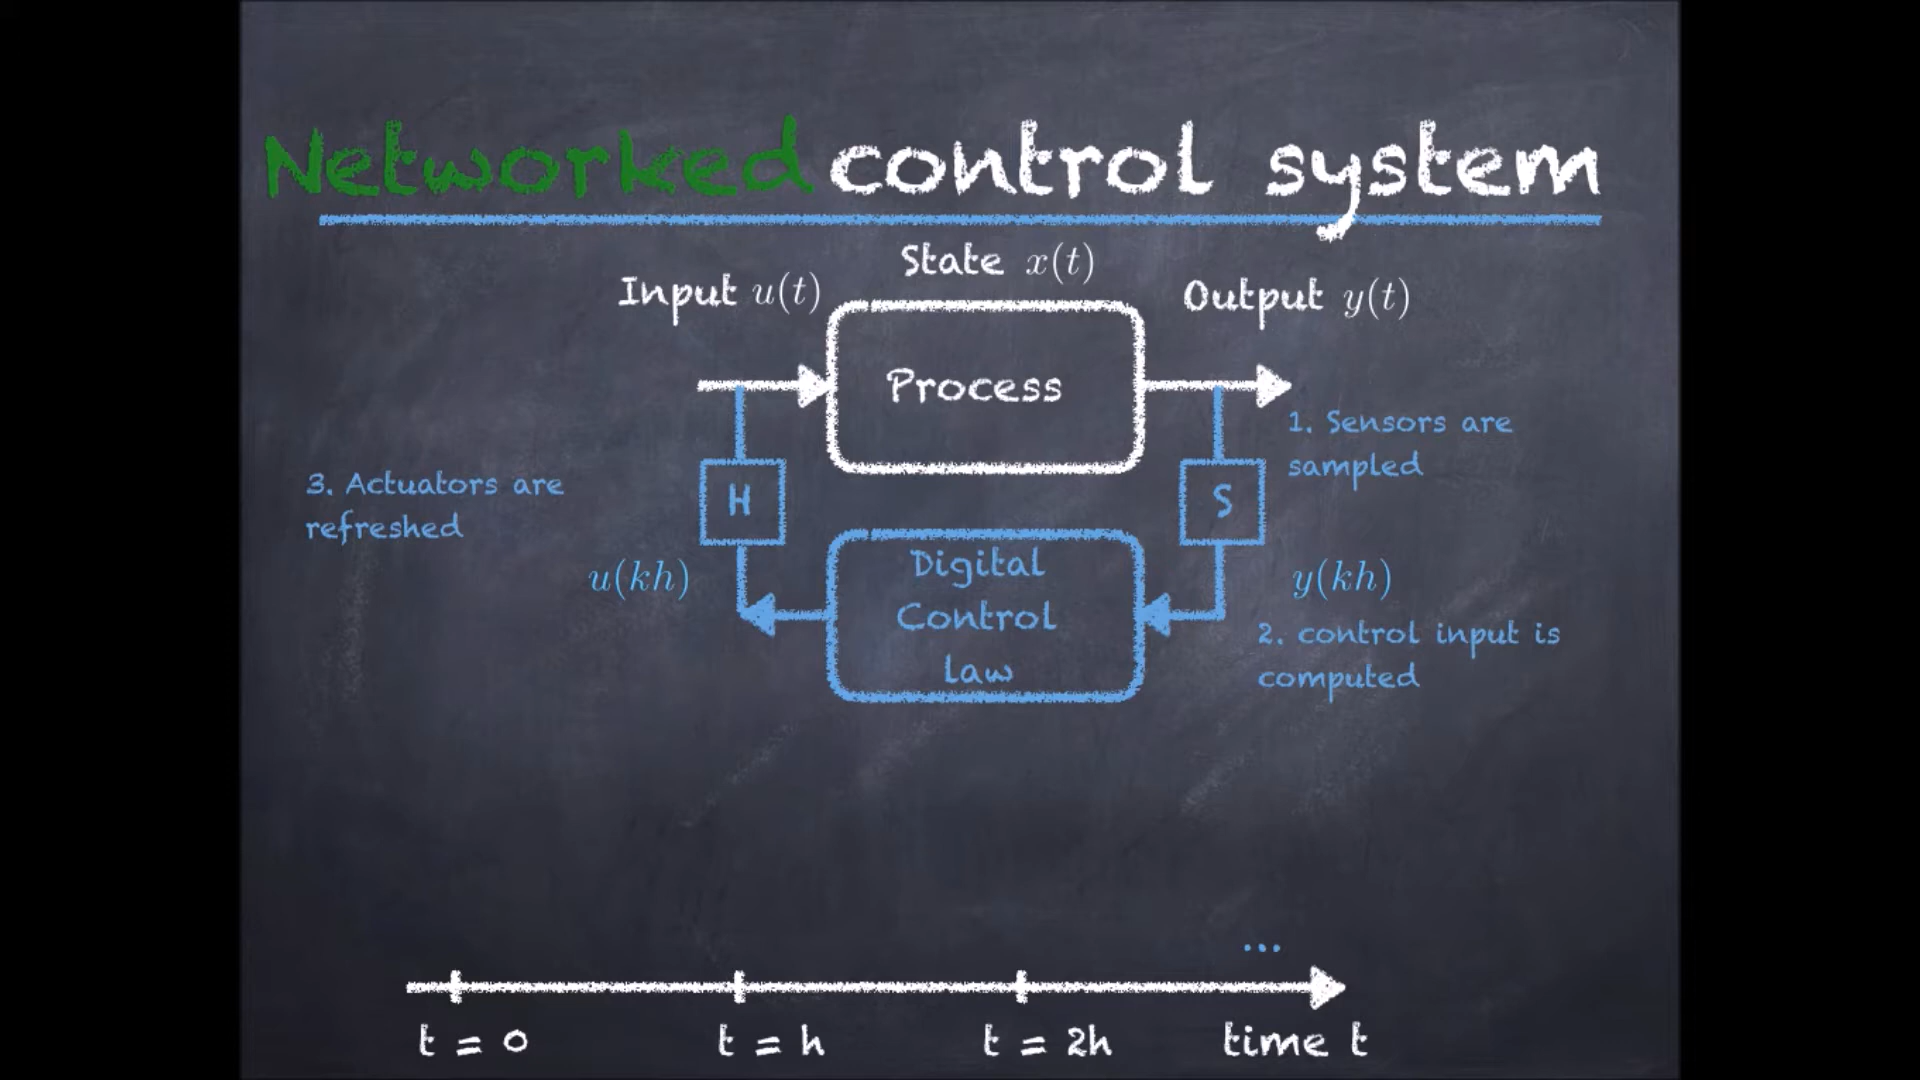 Networked control system
State x(t)
Input u(t)
Output y(t)
Process
1. Sensors are
sampled
3. Actuators are
refreshed
H
S
Digital
Control
law
u(kh)
y(kh)
2. control input is
computed
...
t = 0
t = h
t = 2h
time t